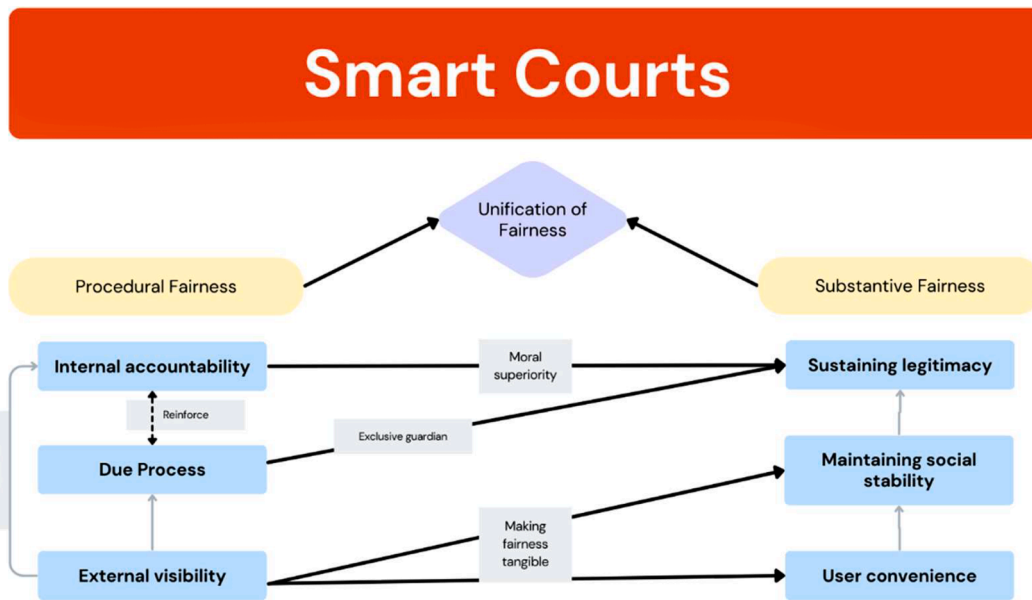 Smart Courts
Unification of
Fairness
Procedural Fairness
Substantive Fairness
Internal accountability
Moral
superiority
Sustaining legitimacy
Reinforce
Exclusive guardian
Due Process
Maintaining social
stability
Making
fairness
tangible
External visibility
User convenience